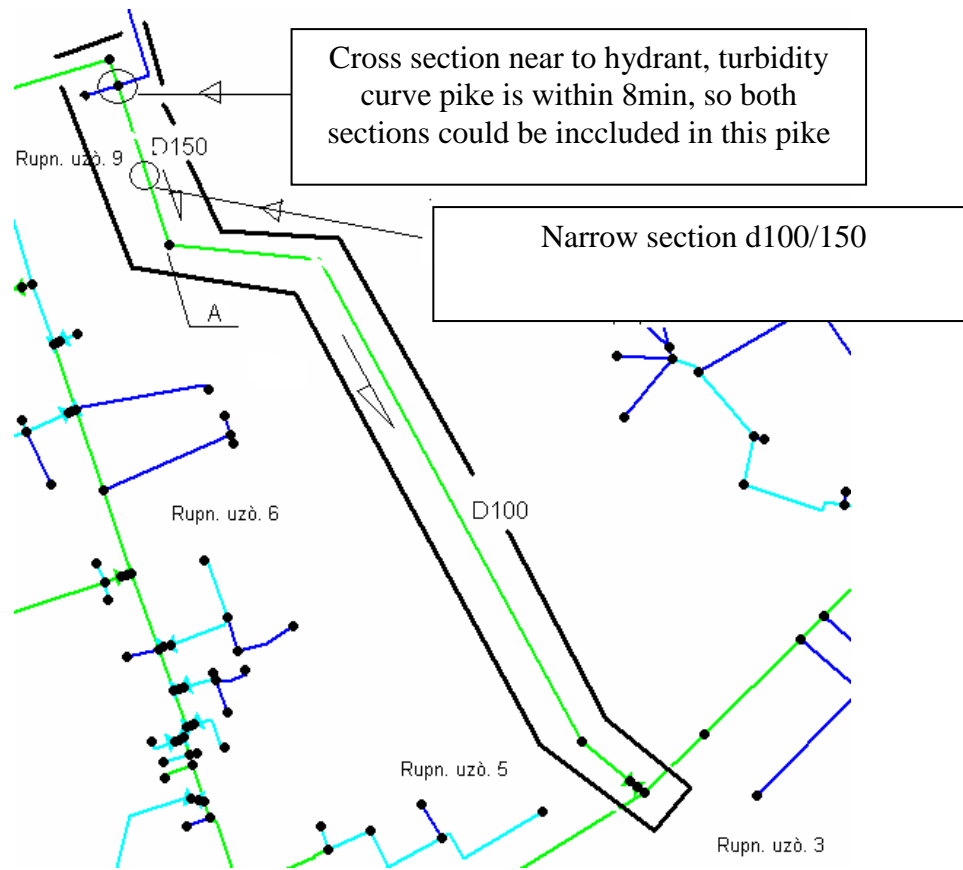 Cross section near to hydrant, turbidity
curve pike is within 8min, so both
sections could be inccluded in this pike
Rupn. uzò. 9
D150
Narrow section d100/150
A
Rupn. uzò. 6
D100
Rupn. uzò. 5
Rupn. uzò. 3